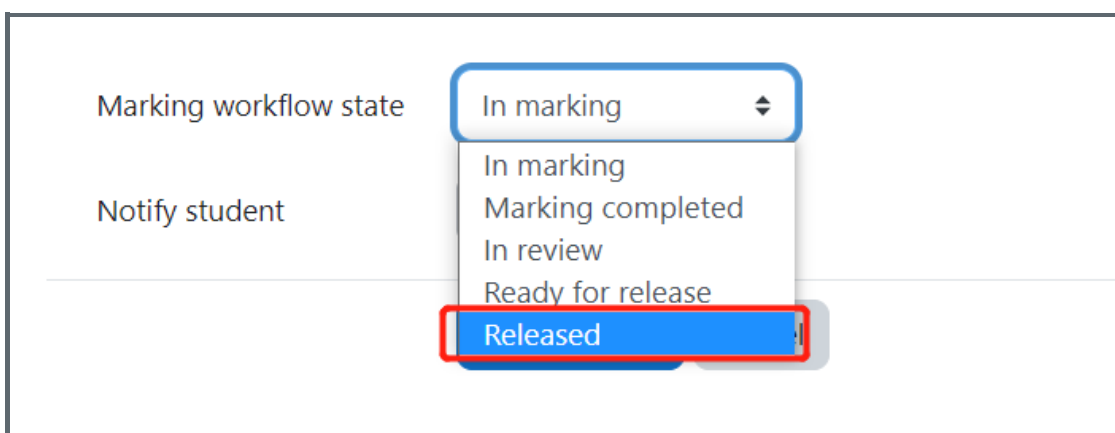 Marking workflow state
In marking
In marking
Marking completed
Notify student
In review
Ready for release
Released